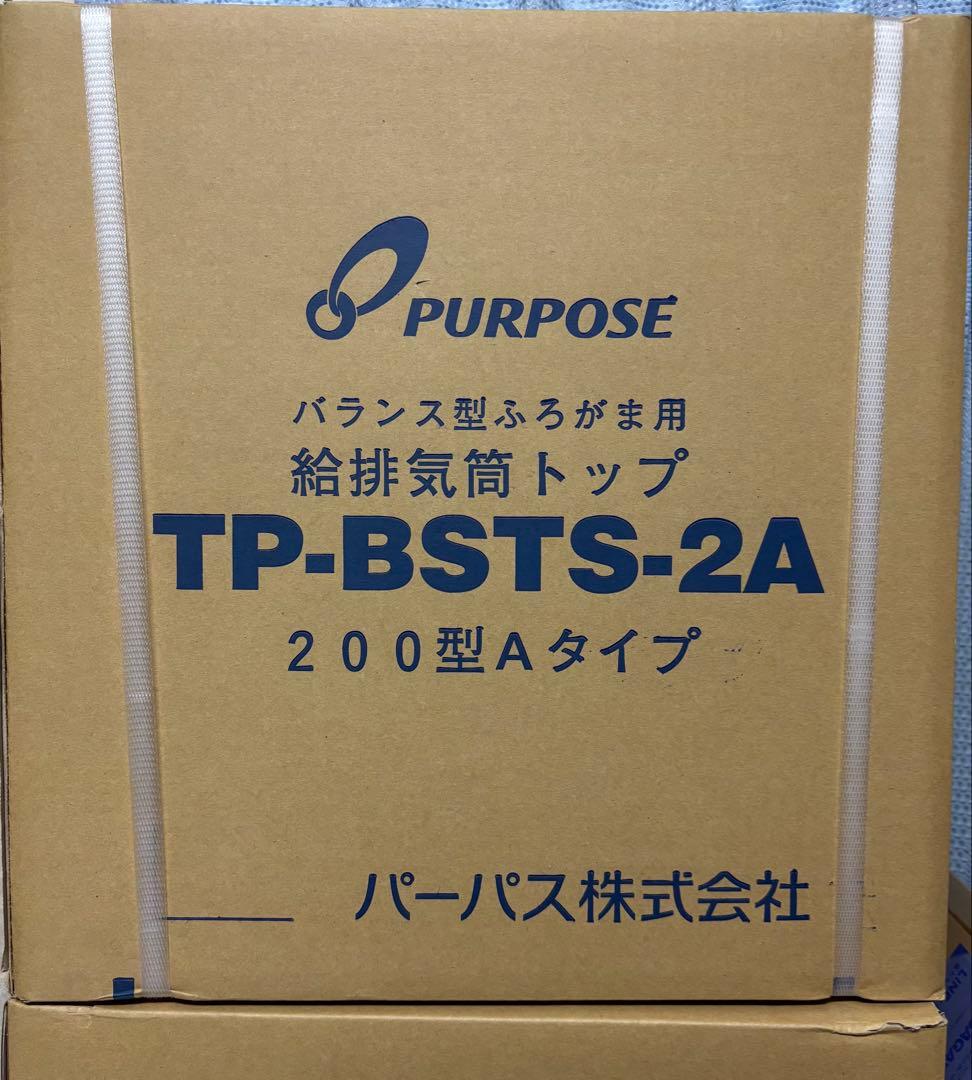 PURPOSE
バランス型ふろがま用
給排気筒トップ
TP-BSTS-2A
200型Aタイプ
パーパス株式会社